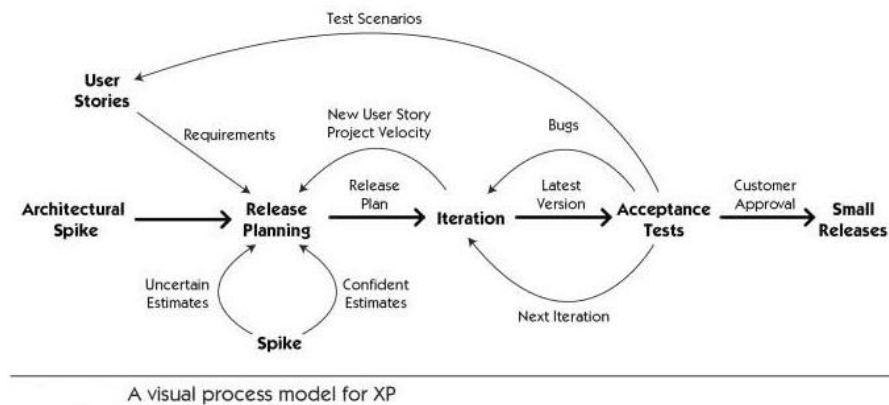 Test Scenarios
User
Stories
Requirements
New User Story
Project Velocity
Bugs
Architectural
Spike
Release
Planning
Release
Plan
Iteration
Latest
Version
Acceptance
Tests
Customer
Approval
Small
Releases
Uncertain
Estimates
Confident
Estimates
Next Iteration
Spike
A visual process model for XP